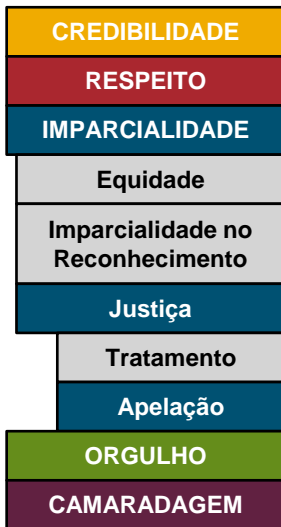 CREDIBILIDADE
RESPEITO
IMPARCIALIDADE
Equidade
Imparcialidade no
Reconhecimento
Justiça
Tratamento
Apelação
ORGULHO
CAMARADAGEM